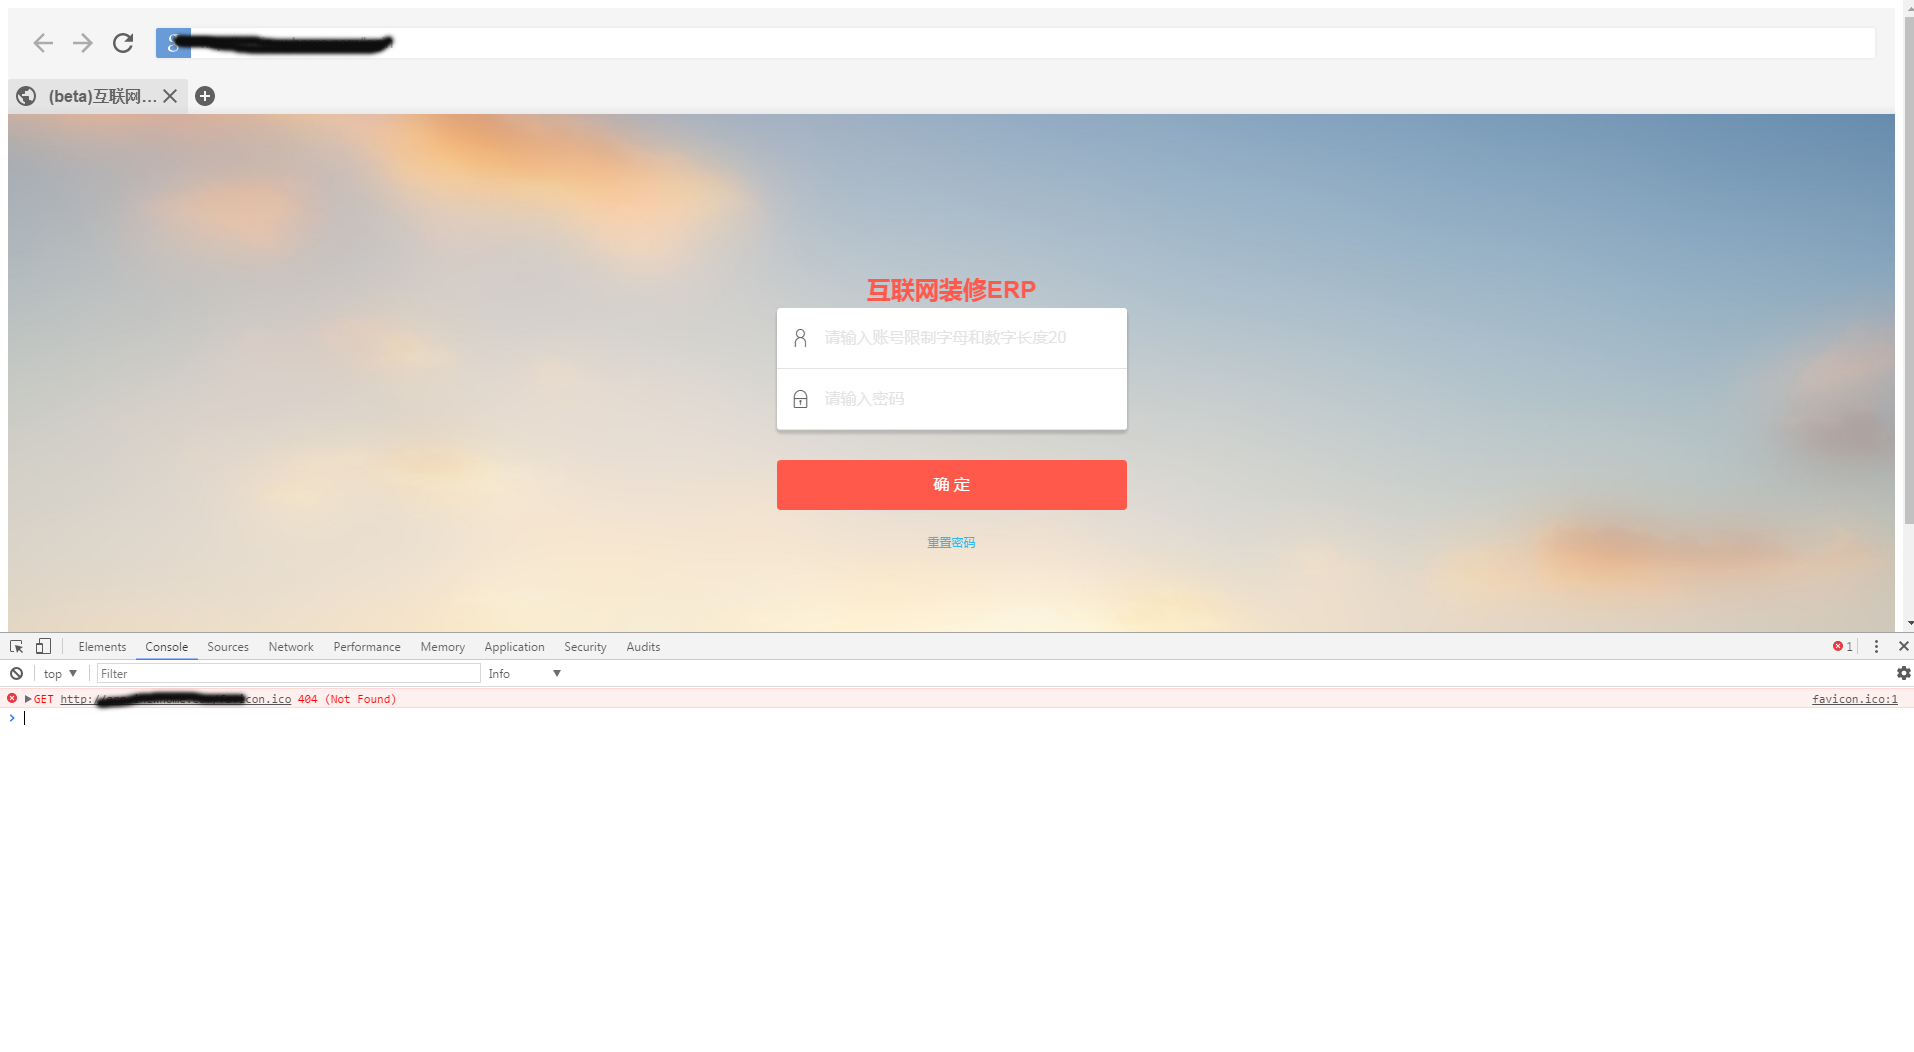 (beta)互联网...
互联网装修ERP
请输入账号限制字母和数字长度20
请输入密码
确 定
重置密码
Elements Console Sources Network Performance Memory Application Security Audits 1
top Filter Info
GET http:// con.ico 404 (Not Found) favicon.ico:1